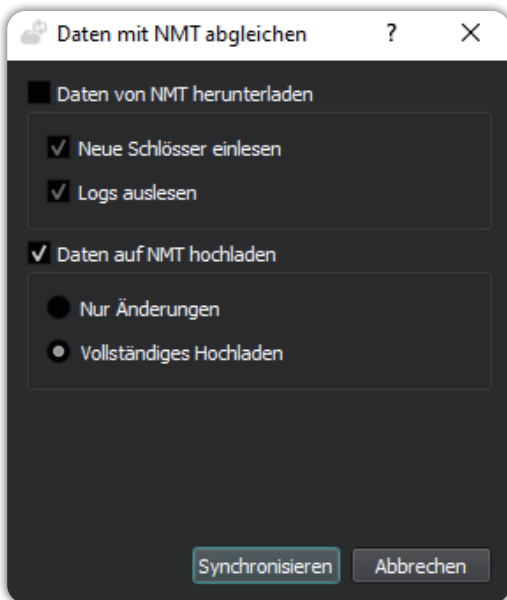 Daten mit NMT abgleichen ?
Daten von NMT herunterladen
Neue Schlösser einlesen
Logs auslesen
Daten auf NMT hochladen
Nur Änderungen
Vollständiges Hochladen
Synchronisieren Abbrechen